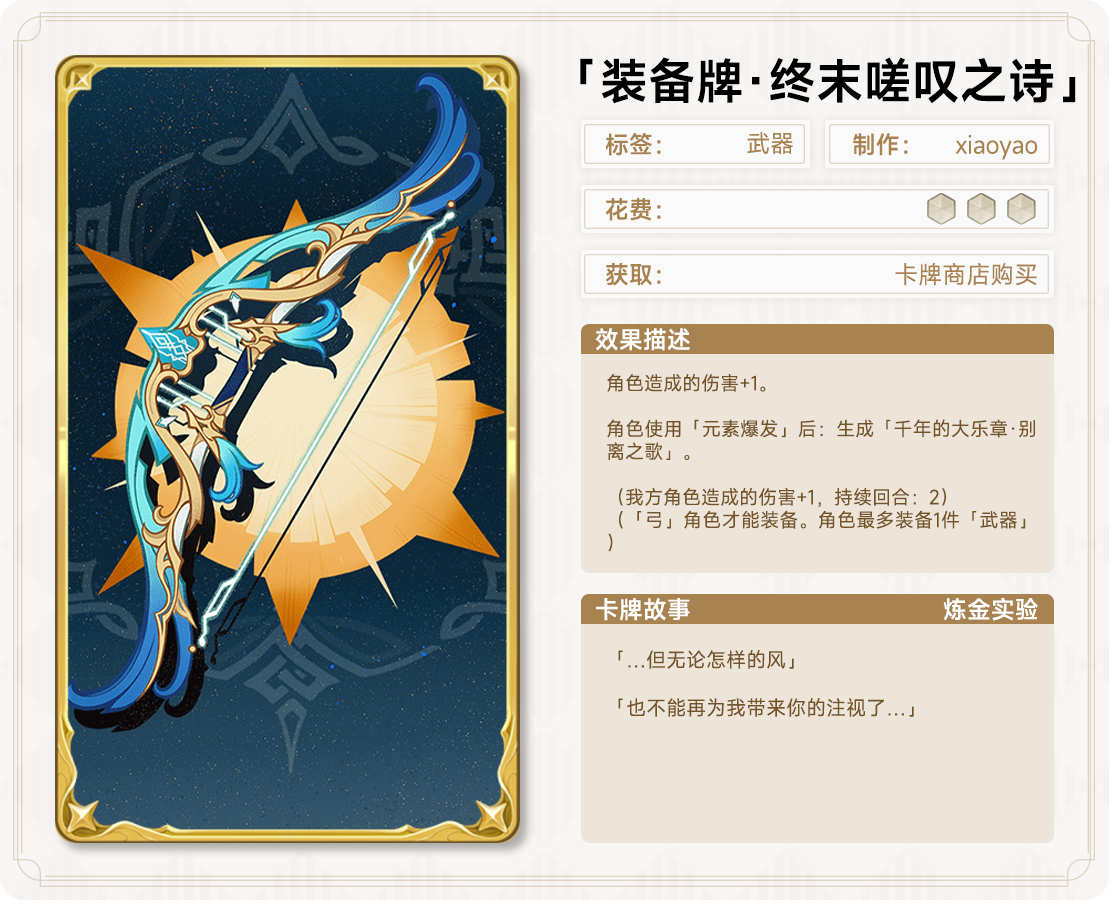 「装备牌·终末嗟叹之诗」
标签： 武器
制作： xiaoyao
花费：
获取： 卡牌商店购买
效果描述
角色造成的伤害+1。
角色使用「元素爆发」后：生成「千年的大乐章·别
离之歌」。
（我方角色造成的伤害+1，持续回合：2）
（「弓」角色才能装备。角色最多装备1件「武器」
）
卡牌故事 炼金实验
「...但无论怎样的风」
「也不能再为我带来你的注视了...」